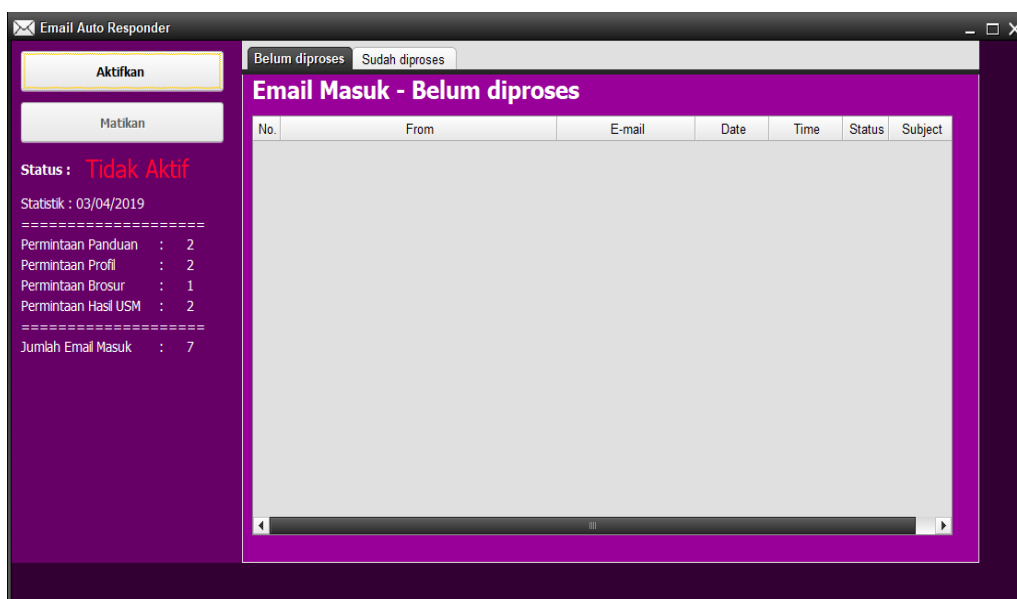 Email Auto Responder
Aktifkan
Matikan
Status : Tidak Aktif
Statistik : 03/04/2019
====================
Permintaan Panduan : 2
Permintaan Profil : 2
Permintaan Brosur : 1
Permintaan Hasil USM : 2
====================
Jumlah Email Masuk : 7
Belum diproses Sudah diproses
Email Masuk - Belum diproses
No. From E-mail Date Time Status Subject